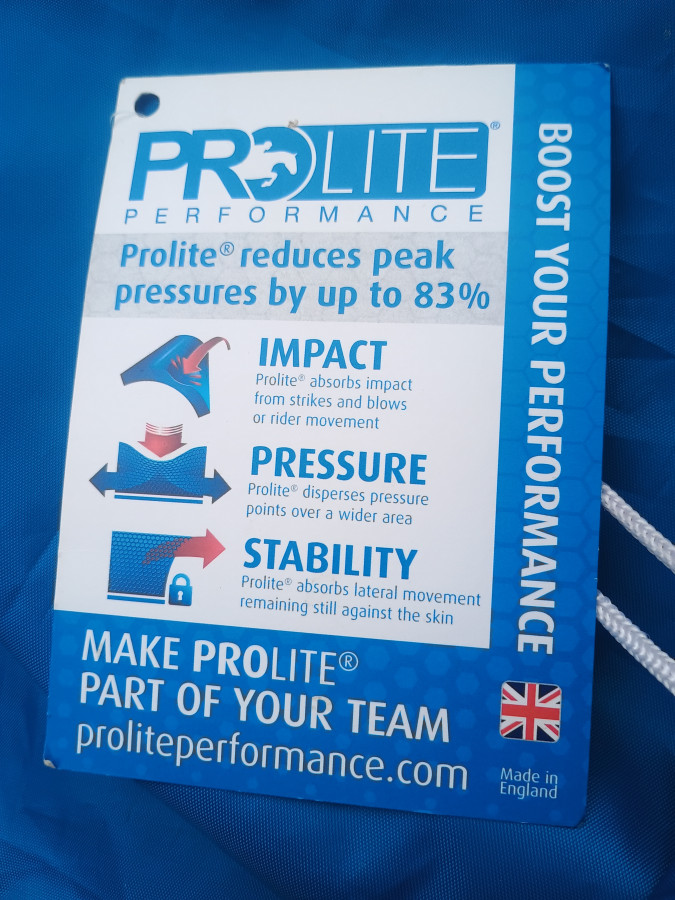 PROLITE®
PERFORMANCE
Prolite® reduces peak
pressures by up to 83%
IMPACT
Prolite® absorbs impact
from strikes and blows
or rider movement
PRESSURE
Prolite® disperses pressure
points over a wider area
STABILITY
Prolite® absorbs lateral movement
remaining still against the skin
MAKE PROLITE®
PART OF YOUR TEAM
proliteperformance.com
BOOST YOUR PERFORMANCE
Made in
England